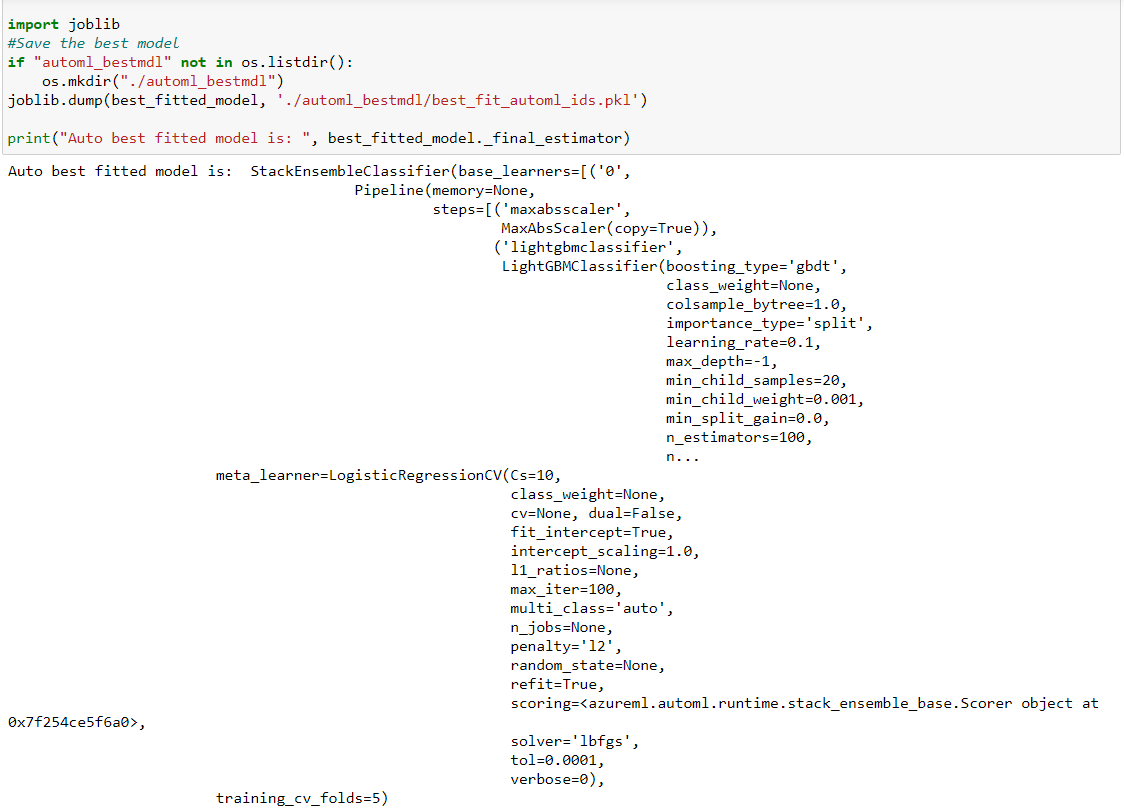 import joblib
#Save the best model
if "automl_bestmdl" not in os.listdir():
    os.mkdir("./automl_bestmdl")
joblib.dump(best_fitted_model, './automl_bestmdl/best_fit_automl_ids.pkl')
print("Auto best fitted model is: ", best_fitted_model._final_estimator)
Auto best fitted model is:  StackEnsembleClassifier(base_learners=[('0',
Pipeline(memory=None,
steps=[('maxabsscaler',
MaxAbsScaler(copy=True)),
('lightgbmclassifier',
LightGBMClassifier(boosting_type='gbdt',
class_weight=None,
colsample_bytree=1.0,
importance_type='split',
learning_rate=0.1,
max_depth=-1,
min_child_samples=20,
min_child_weight=0.001,
min_split_gain=0.0,
n_estimators=100,
n...
meta_learner=LogisticRegressionCV(Cs=10,
class_weight=None,
cv=None, dual=False,
fit_intercept=True,
intercept_scaling=1.0,
l1_ratios=None,
max_iter=100,
multi_class='auto',
n_jobs=None,
penalty='l2',
random_state=None,
refit=True,
scoring=<azureml.automl.runtime.stack_ensemble_base.Scorer object at
0x7f254ce5f6a0>,
solver='lbfgs',
tol=0.0001,
verbose=0),
training_cv_folds=5)